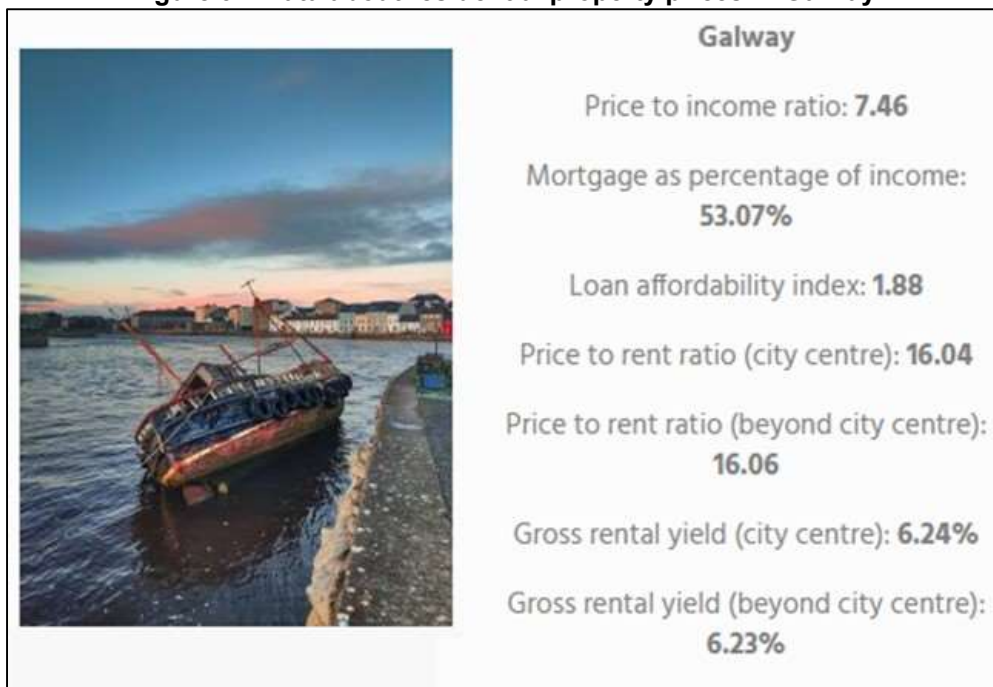 Galway
Price to income ratio: 7.46
Mortgage as percentage of income:
53.07%
Loan affordability index: 1.88
Price to rent ratio (city centre): 16.04
Price to rent ratio (beyond city centre):
16.06
Gross rental yield (city centre): 6.24%
Gross rental yield (beyond city centre):
6.23%